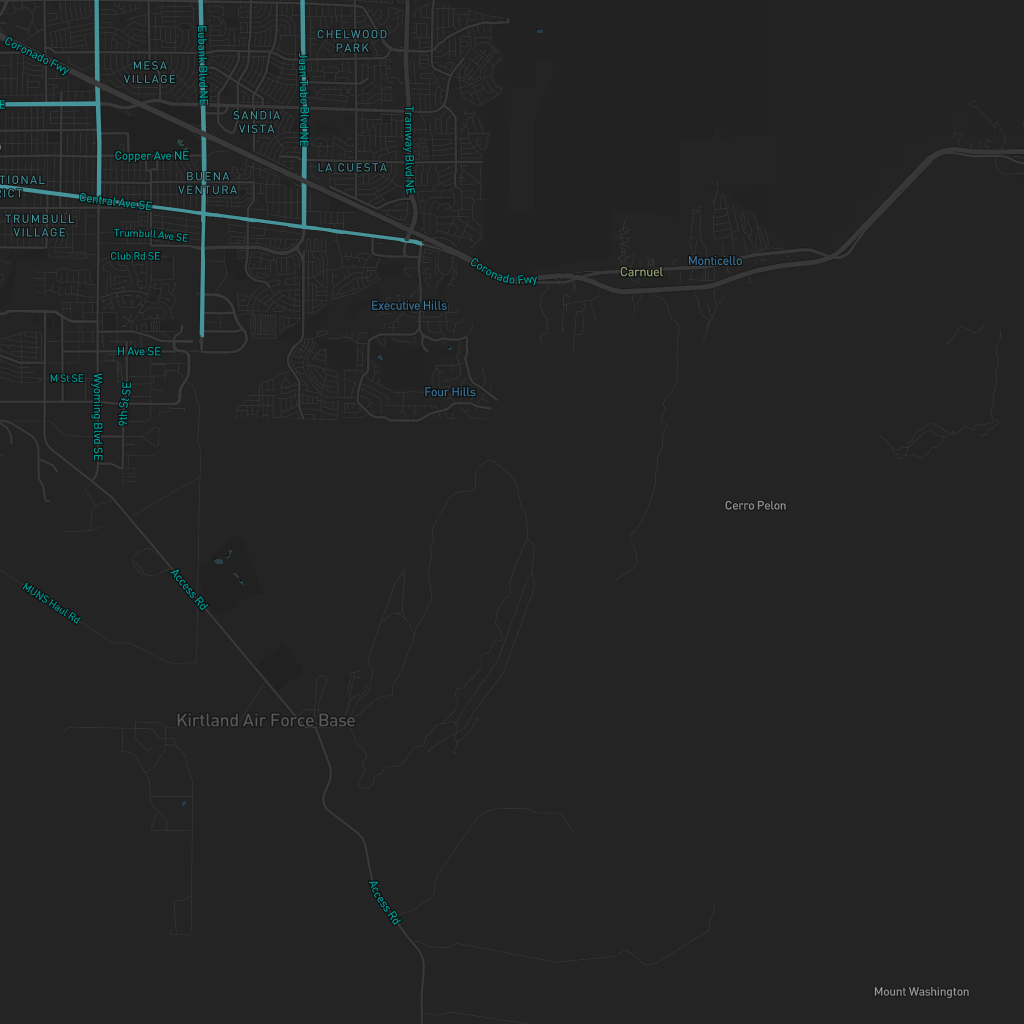 CHELWOOD
PARK
Coronado Fwy
MESA
VILLAGE
Eubank Blvd NE
Juan Tabo Blvd NE
E
SANDIA
VISTA
Tramway Blvd NE
Copper Ave NE
LA CUESTA
TIONAL
RICT
BUENA
VENTURA
Central Ave SE
TRUMBULL
VILLAGE
Trumbull Ave SE
Club Rd SE
Coronado Fwy
Carnuel
Monticello
Executive Hills
H Ave SE
M St SE
Wyoming Blvd SE
9th St SE
Four Hills
Cerro Pelon
Access Rd
MUNS Haul Rd
Kirtland Air Force Base
Access Rd
Mount Washington